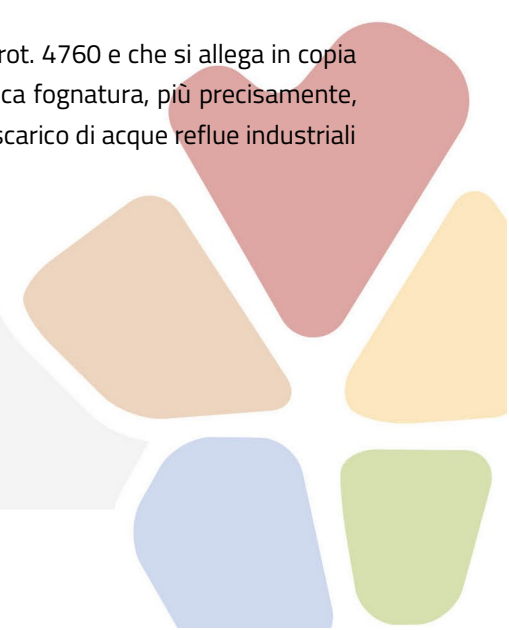 rot. 4760 e che si allega in copia
ca fognatura, più precisamente,
scarico di acque reflue industriali